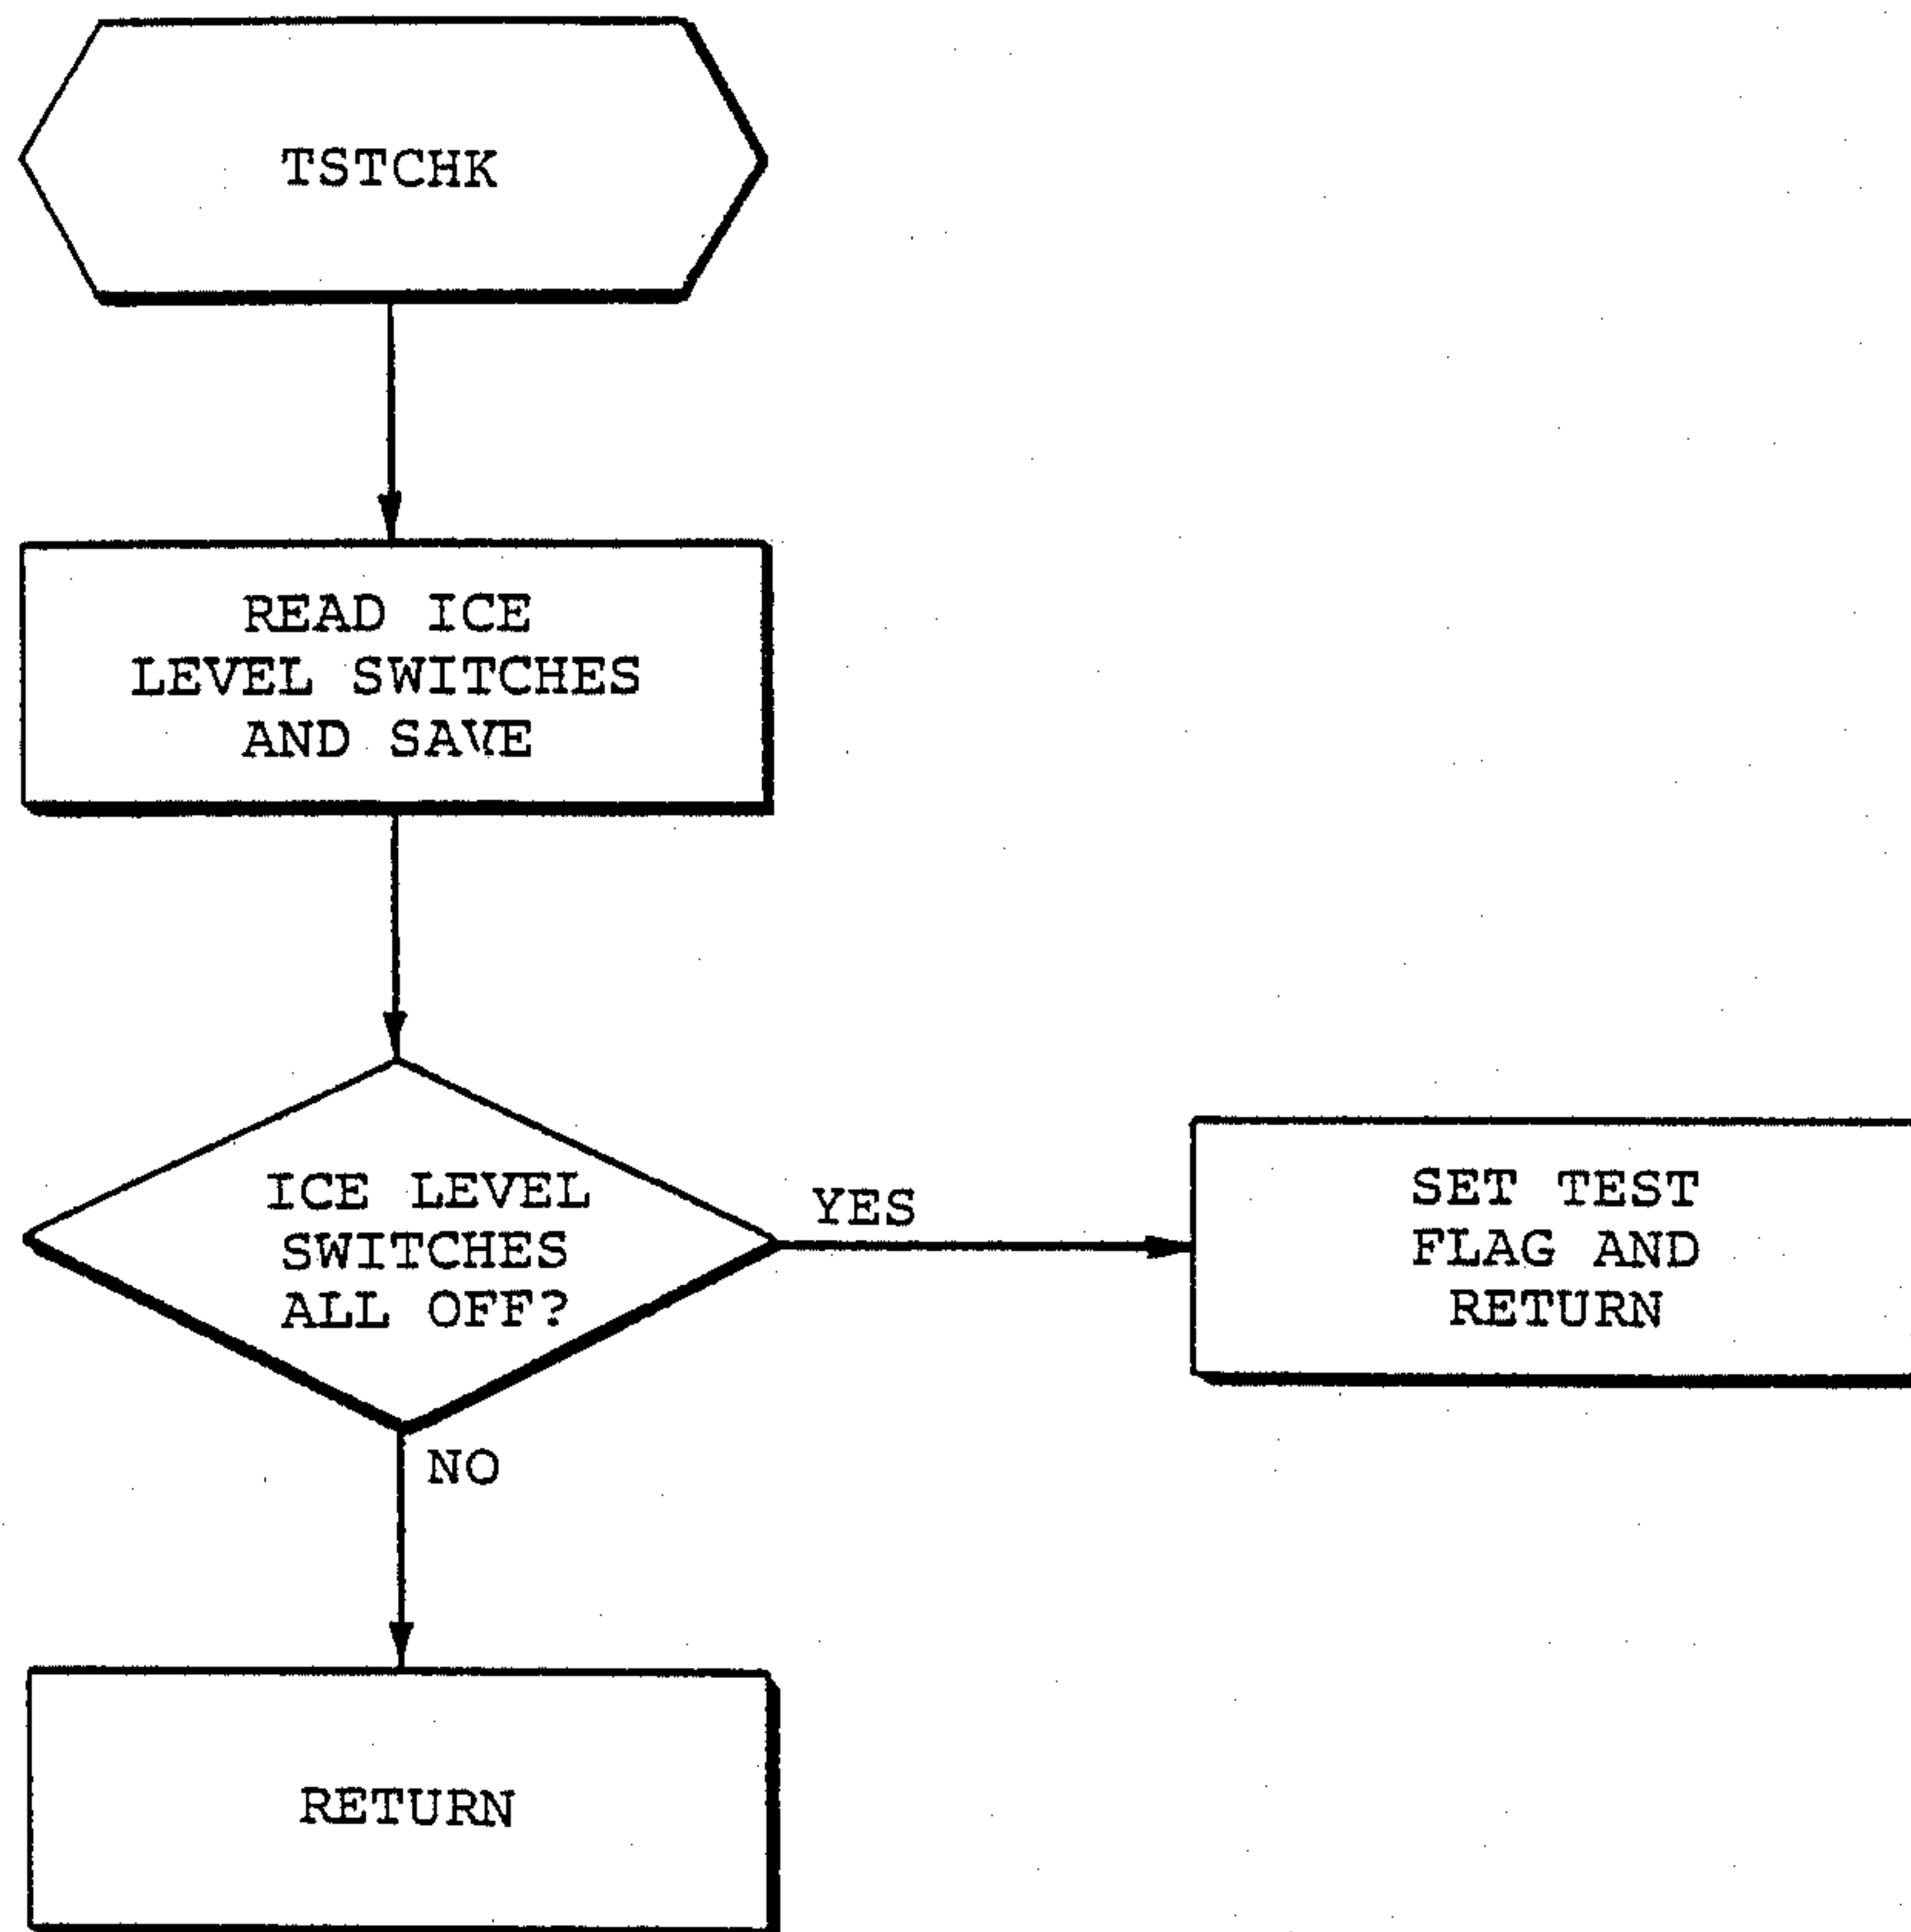 TSTCHK
READ ICE
LEVEL SWITCHES
AND SAVE
ICE LEVEL
SWITCHES
ALL OFF?
YES
SET TEST
FLAG AND
RETURN
NO
RETURN